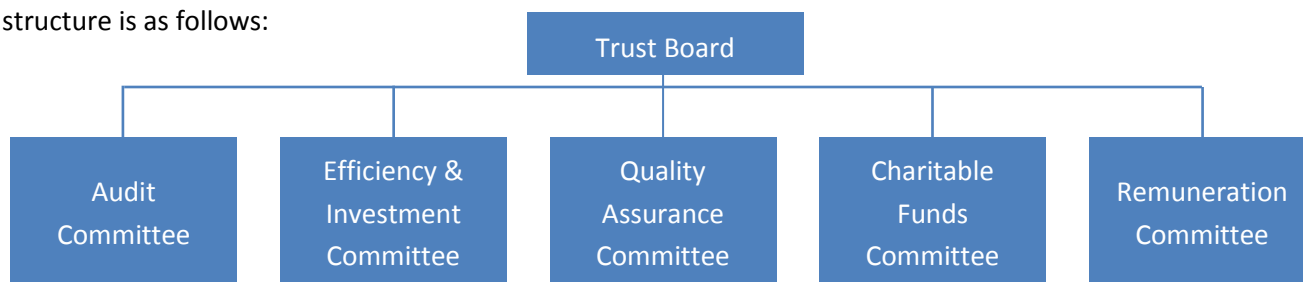 structure is as follows:
Trust Board
Audit
Committee
Efficiency &
Investment
Committee
Quality
Assurance
Committee
Charitable
Funds
Committee
Remuneration
Committee